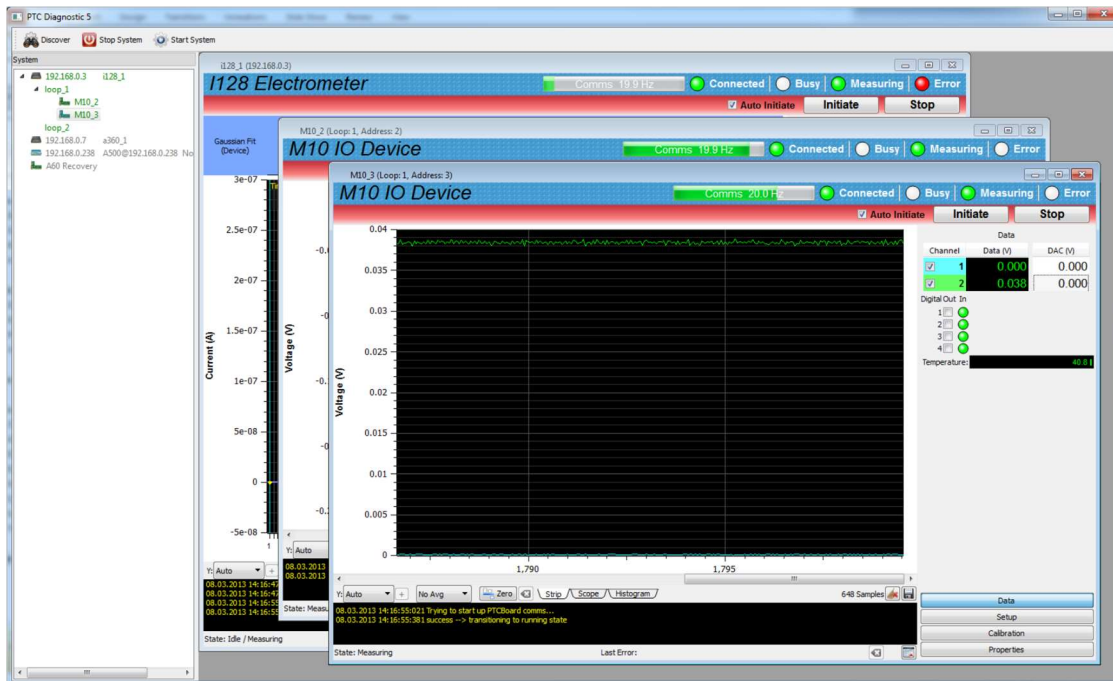 PTC Diagnostic 5
Discover Stop System Start System
System
192.168.0.3 i128_1
loop_1
M10_2
M10_3
loop_2
192.168.0.7 a360_1
192.168.0.238 A500@192.168.0.238 No
A60 Recovery
i128_1 (192.168.0.3)
I128 Electrometer
Comms 19.9 Hz Connected Busy Measuring Error
Auto Initiate Initiate Stop
Gaussian Fit
(Device)
3e-07
2.5e-07
2e-07
1.5e-07
1e-07
5e-08
0
-5e-08
Current (A)
1
Y: Auto
08.03.2013 14:16:47
08.03.2013 14:16:47
08.03.2013 14:16:55
08.03.2013 14:16:55
State: Idle / Measuring
M10_2 (Loop: 1, Address: 2)
M10 IO Device
Comms 19.9 Hz Connected Busy Measuring Error
Voltage (V)
Y: Auto
08.03.2013
08.03.2013
State: Measu
M10_3 (Loop: 1, Address: 3)
M10 IO Device
Comms 20.0 Hz Connected Busy Measuring Error
Auto Initiate Initiate Stop
0.04
0.035
0.03
0.025
0.02
0.015
0.01
0.005
0
Voltage (V)
1,790 1,795
Y: Auto + No Avg Zero Strip Scope Histogram 648 Samples
08.03.2013 14:16:55:021 Trying to start up PTCBoard comms...
08.03.2013 14:16:55:381 success --> transitioning to running state
State: Measuring Last Error:
Data
Channel Data (V) DAC (V)
1 0.000 0.000
2 0.038 0.000
Digital Out In
1
2
3
4
Temperature: 40.8
Data
Setup
Calibration
Properties